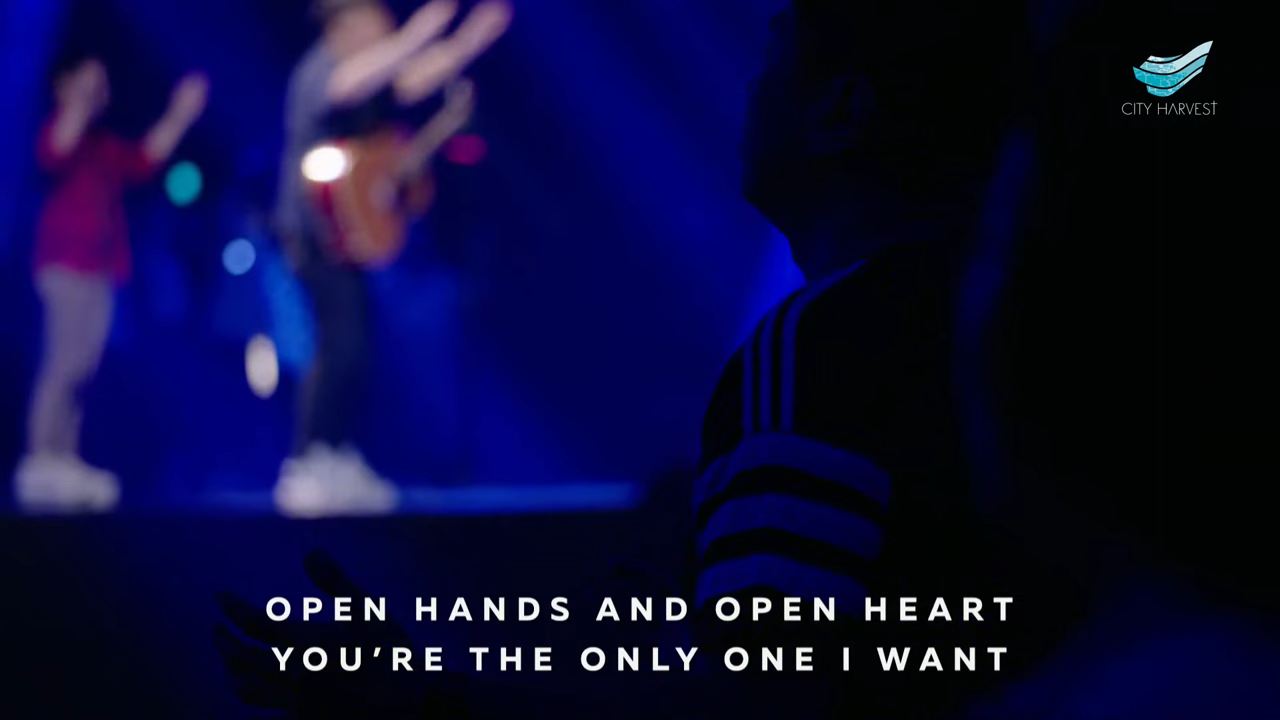 CITY HARVEST
OPEN HANDS AND OPEN HEART
YOU'RE THE ONLY ONE I WANT